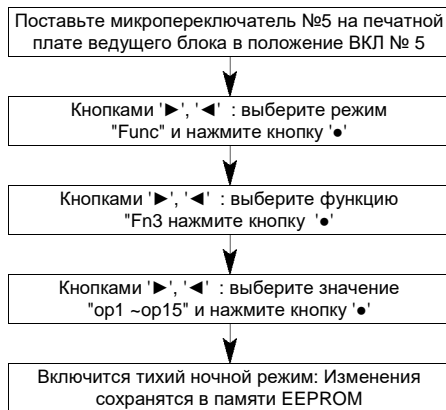 Поставьте микропереключатель №5 на печатной
плате ведущего блока в положение ВКЛ № 5
Кнопками '►', '◄' : выберите режим
"Func" и нажмите кнопку '●'
Кнопками '►', '◄' : выберите функцию
"Fn3 нажмите кнопку '●'
Кнопками '►', '◄' : выберите значение
"op1 ~op15" и нажмите кнопку '●'
Включится тихий ночной режим: Изменения
сохранятся в памяти EEPROM